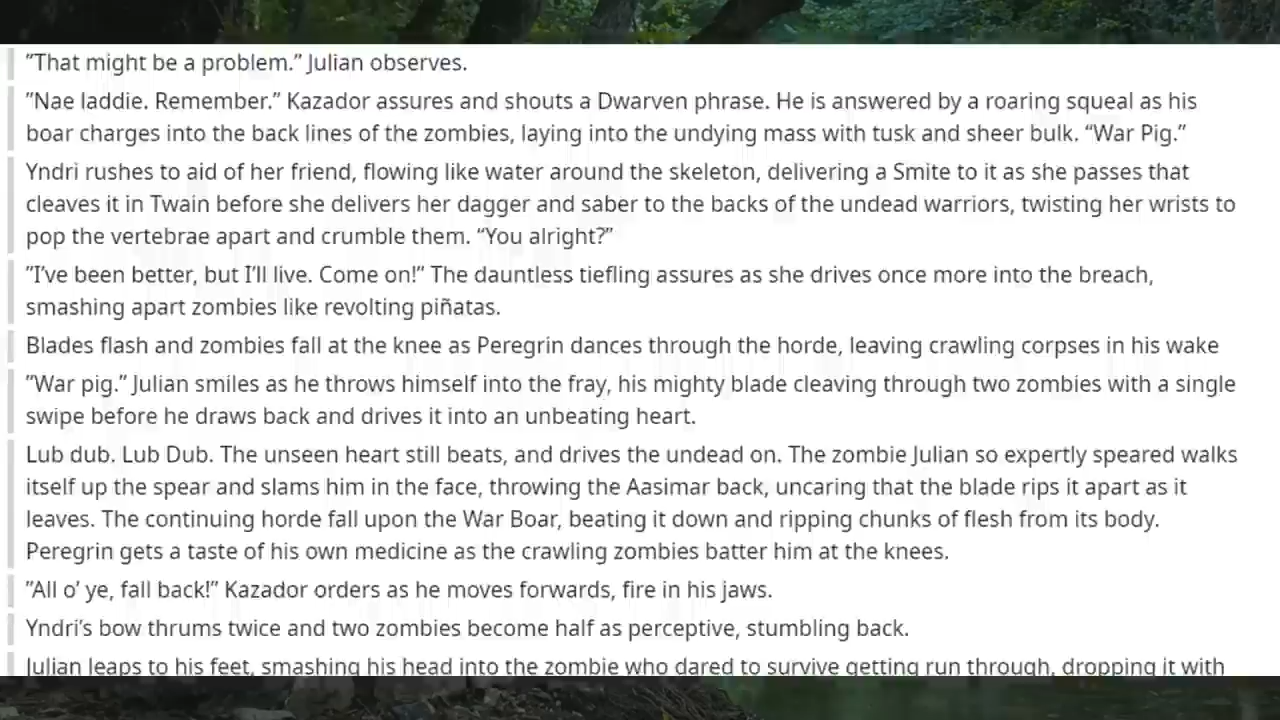 ”That might be a problem.” Julian observes.
”Nae laddie. Remember.” Kazador assures and shouts a Dwarven phrase. He is answered by a roaring squeal as his
boar charges into the back lines of the zombies, laying into the undying mass with tusk and sheer bulk. “War Pig.”
Yndri rushes to aid of her friend, flowing like water around the skeleton, delivering a Smite to it as she passes that
cleaves it in Twain before she delivers her dagger and saber to the backs of the undead warriors, twisting her wrists to
pop the vertebrae apart and crumble them. “You alright?”
”I’ve been better, but I’ll live. Come on!” The dauntless tiefling assures as she drives once more into the breach,
smashing apart zombies like revolting piñatas.
Blades flash and zombies fall at the knee as Peregrin dances through the horde, leaving crawling corpses in his wake
”War pig.” Julian smiles as he throws himself into the fray, his mighty blade cleaving through two zombies with a single
swipe before he draws back and drives it into an unbeating heart.
Lub dub. Lub Dub. The unseen heart still beats, and drives the undead on. The zombie Julian so expertly speared walks
itself up the spear and slams him in the face, throwing the Aasimar back, uncaring that the blade rips it apart as it
leaves. The continuing horde fall upon the War Boar, beating it down and ripping chunks of flesh from its body.
Peregrin gets a taste of his own medicine as the crawling zombies batter him at the knees.
”All o’ ye, fall back!” Kazador orders as he moves forwards, fire in his jaws.
Yndri’s bow thrums twice and two zombies become half as perceptive, stumbling back.
Julian leaps to his feet, smashing his head into the zombie who dared to survive getting run through, dropping it with